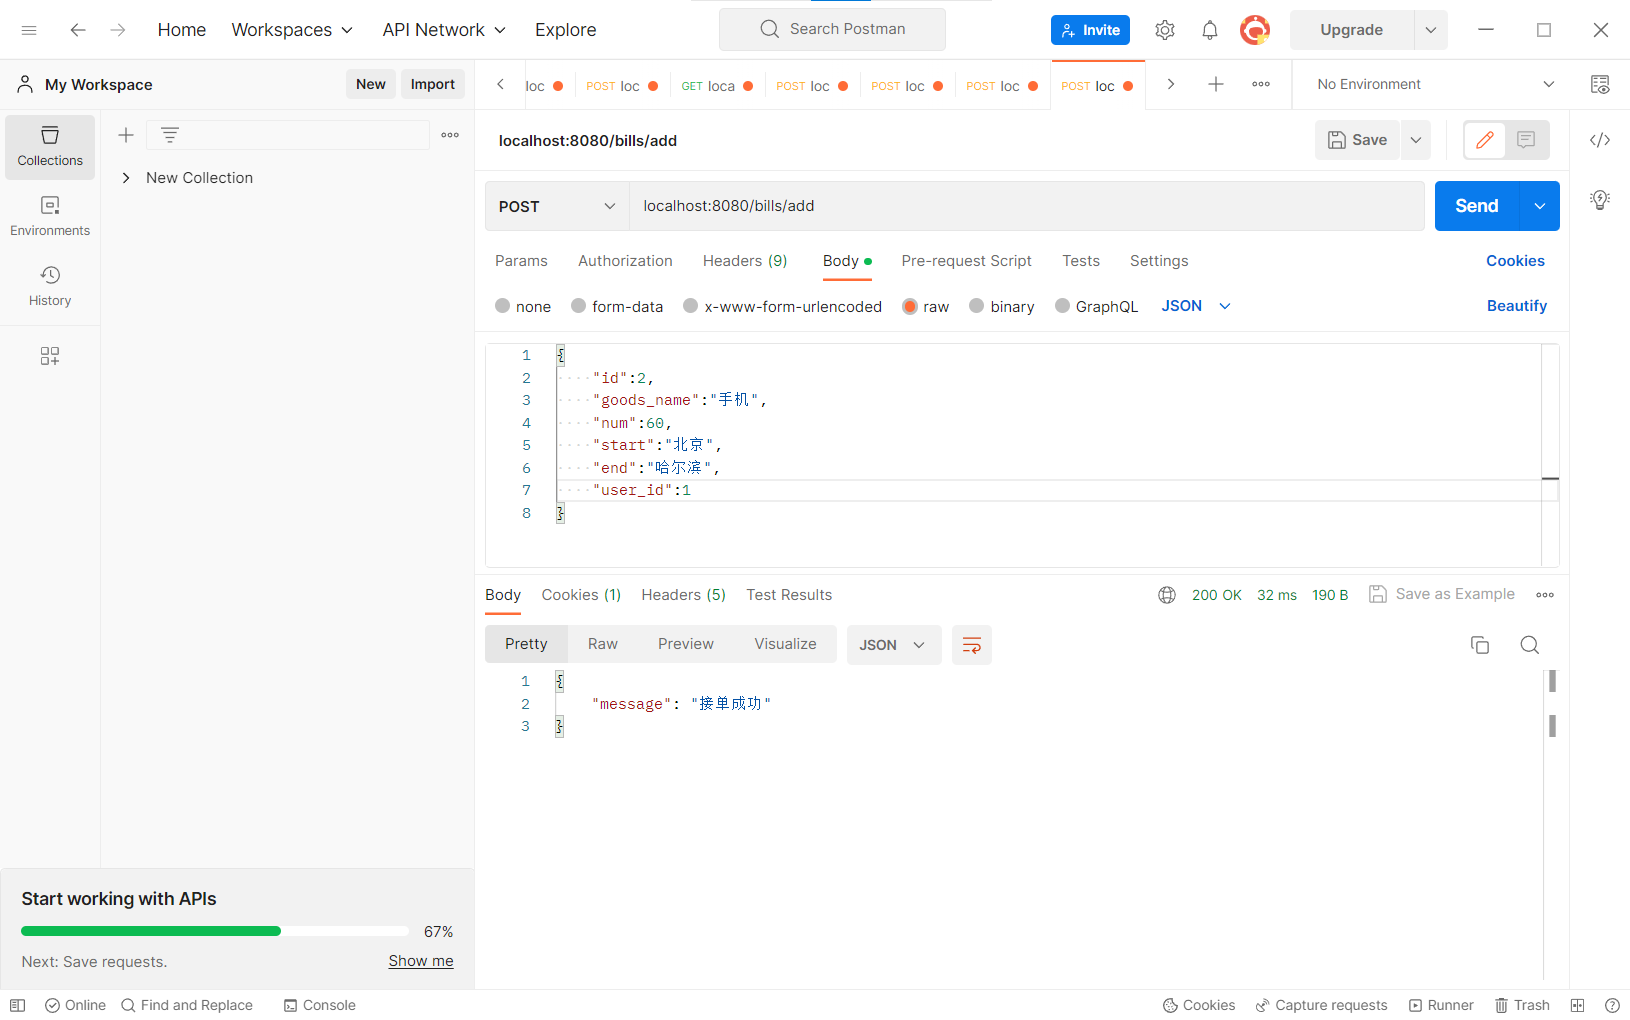 Home Workspaces API Network Explore Search Postman Invite Upgrade
My Workspace New Import loc POST loc GET loca POST loc POST loc POST loc POST loc No Environment
Collections
Environments
History
New Collection
localhost:8080/bills/add Save
POST localhost:8080/bills/add Send
Params Authorization Headers (9) Body Pre-request Script Tests Settings Cookies
none form-data x-www-form-urlencoded raw binary GraphQL JSON Beautify
1 {
2 "id":2,
3 "goods_name":"手机",
4 "num":60,
5 "start":"北京",
6 "end":"哈尔滨",
7 "user_id":1
8 }
Body Cookies (1) Headers (5) Test Results 200 OK 32 ms 190 B Save as Example
Pretty Raw Preview Visualize JSON
1 {
2 "message": "接单成功"
3 }
Start working with APIs
67%
Next: Save requests. Show me
Online Find and Replace Console Cookies Capture requests Runner Trash